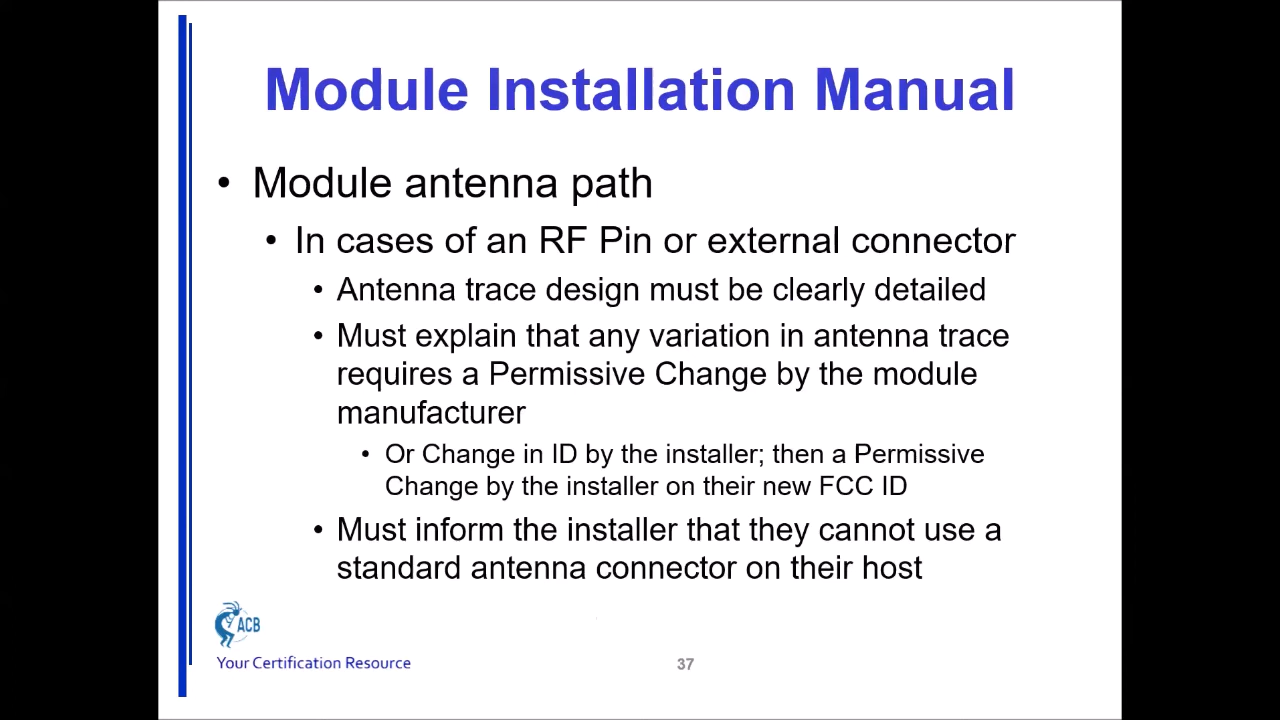 Module Installation Manual
• Module antenna path
• In cases of an RF Pin or external connector
• Antenna trace design must be clearly detailed
• Must explain that any variation in antenna trace
requires a Permissive Change by the module
manufacturer
• Or Change in ID by the installer; then a Permissive
Change by the installer on their new FCC ID
• Must inform the installer that they cannot use a
standard antenna connector on their host
ACB
Your Certification Resource
37